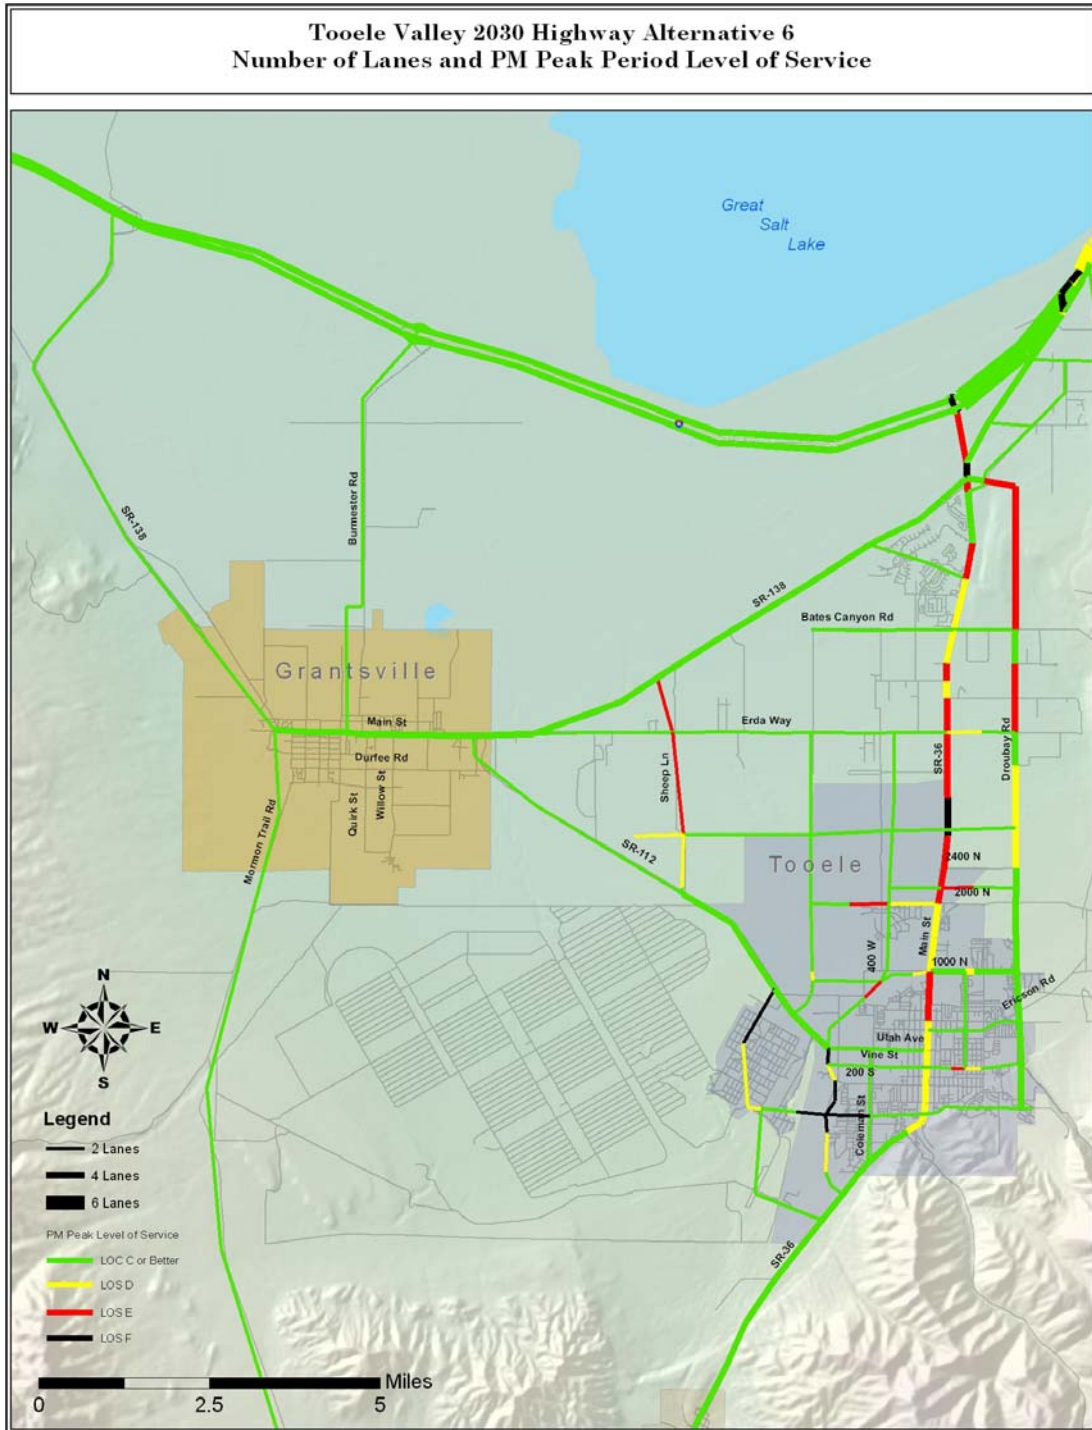 Tooele Valley 2030 Highway Alternative 6
Number of Lanes and PM Peak Period Level of Service
Great
Salt
Lake
SR-138
Burmester Rd
SR-138
Bates Canyon Rd
Grantsville
Main St
Erda Way
Durfee Rd
Quirk St
Willow St
Mormon Trail Rd
Sheep Ln
SR-36
Droubay Rd
SR-112
Tooele
2400 N
2000 N
Main St
400 W
1000 N
Ericson Rd
Utah Ave
Vine St
200 S
Coleman St
SR-36
N
W
E
S
Legend
2 Lanes
4 Lanes
6 Lanes
PM Peak Level of Service
LOC C or Better
LOS D
LOS E
LOS F
Miles
0
2.5
5